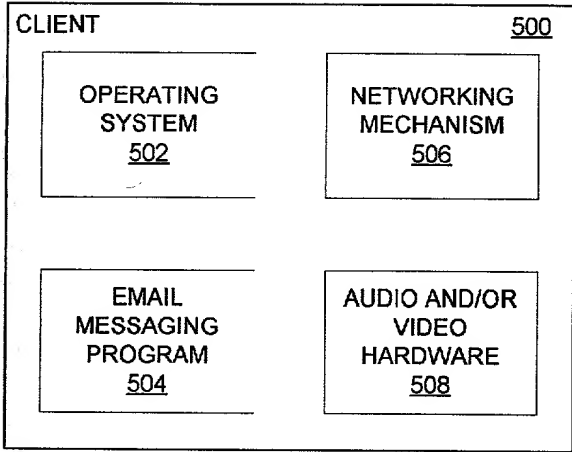 CLIENT 500
OPERATING
SYSTEM
502
NETWORKING
MECHANISM
506
EMAIL
MESSAGING
PROGRAM
504
AUDIO AND/OR
VIDEO
HARDWARE
508